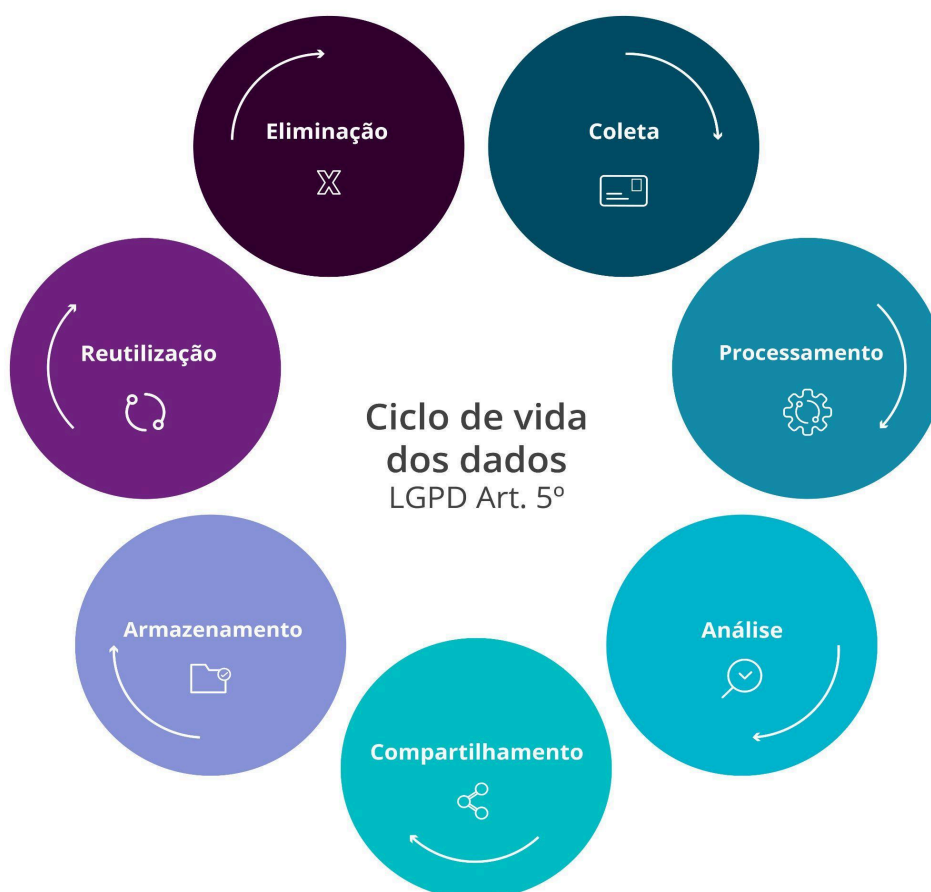 Eliminação
Coleta
Reutilização
Processamento
Ciclo de vida
dos dados
LGPD Art. 5º
Armazenamento
Análise
Compartilhamento